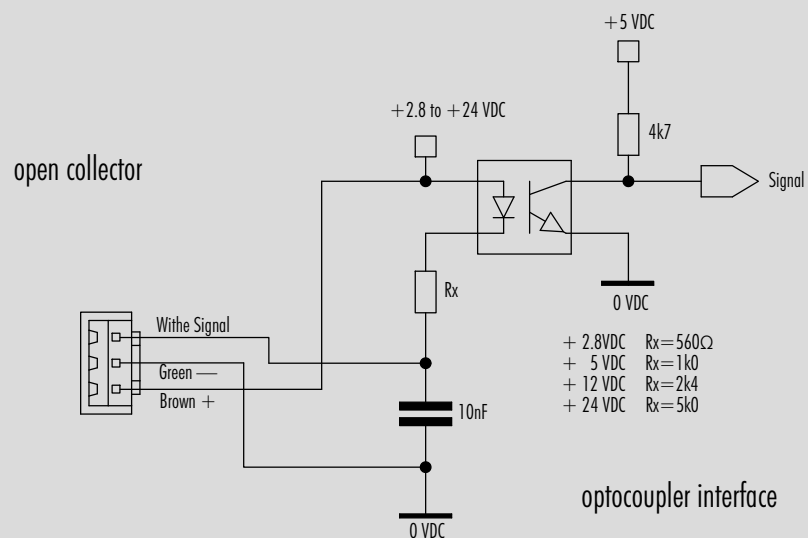 +5 VDC
+2.8 to +24 VDC
4k7
open collector
Signal
Rx
0 VDC
Withe Signal
Green —
Brown +
10nF
+ 2.8VDC Rx=560Ω
+ 5 VDC Rx=1k0
+ 12 VDC Rx=2k4
+ 24 VDC Rx=5k0
optocoupler interface
0 VDC